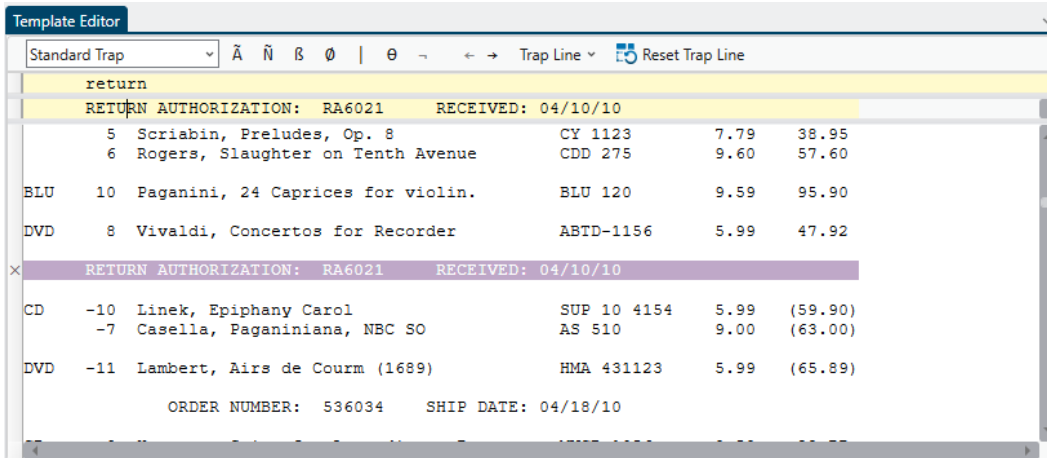 Template Editor
Standard Trap Ã Ñ ß Ø | ɵ ¬ ← → Trap Line Reset Trap Line
return
RETURN AUTHORIZATION: RA6021 RECEIVED: 04/10/10
5 Scriabin, Preludes, Op. 8 CY 1123 7.79 38.95
6 Rogers, Slaughter on Tenth Avenue CDD 275 9.60 57.60
BLU 10 Paganini, 24 Caprices for violin. BLU 120 9.59 95.90
DVD 8 Vivaldi, Concertos for Recorder ABTD-1156 5.99 47.92
RETURN AUTHORIZATION: RA6021 RECEIVED: 04/10/10
CD -10 Linek, Epiphany Carol SUP 10 4154 5.99 (59.90)
-7 Casella, Paganiniana, NBC SO AS 510 9.00 (63.00)
DVD -11 Lambert, Airs de Courm (1689) HMA 431123 5.99 (65.89)
ORDER NUMBER: 536034 SHIP DATE: 04/18/10